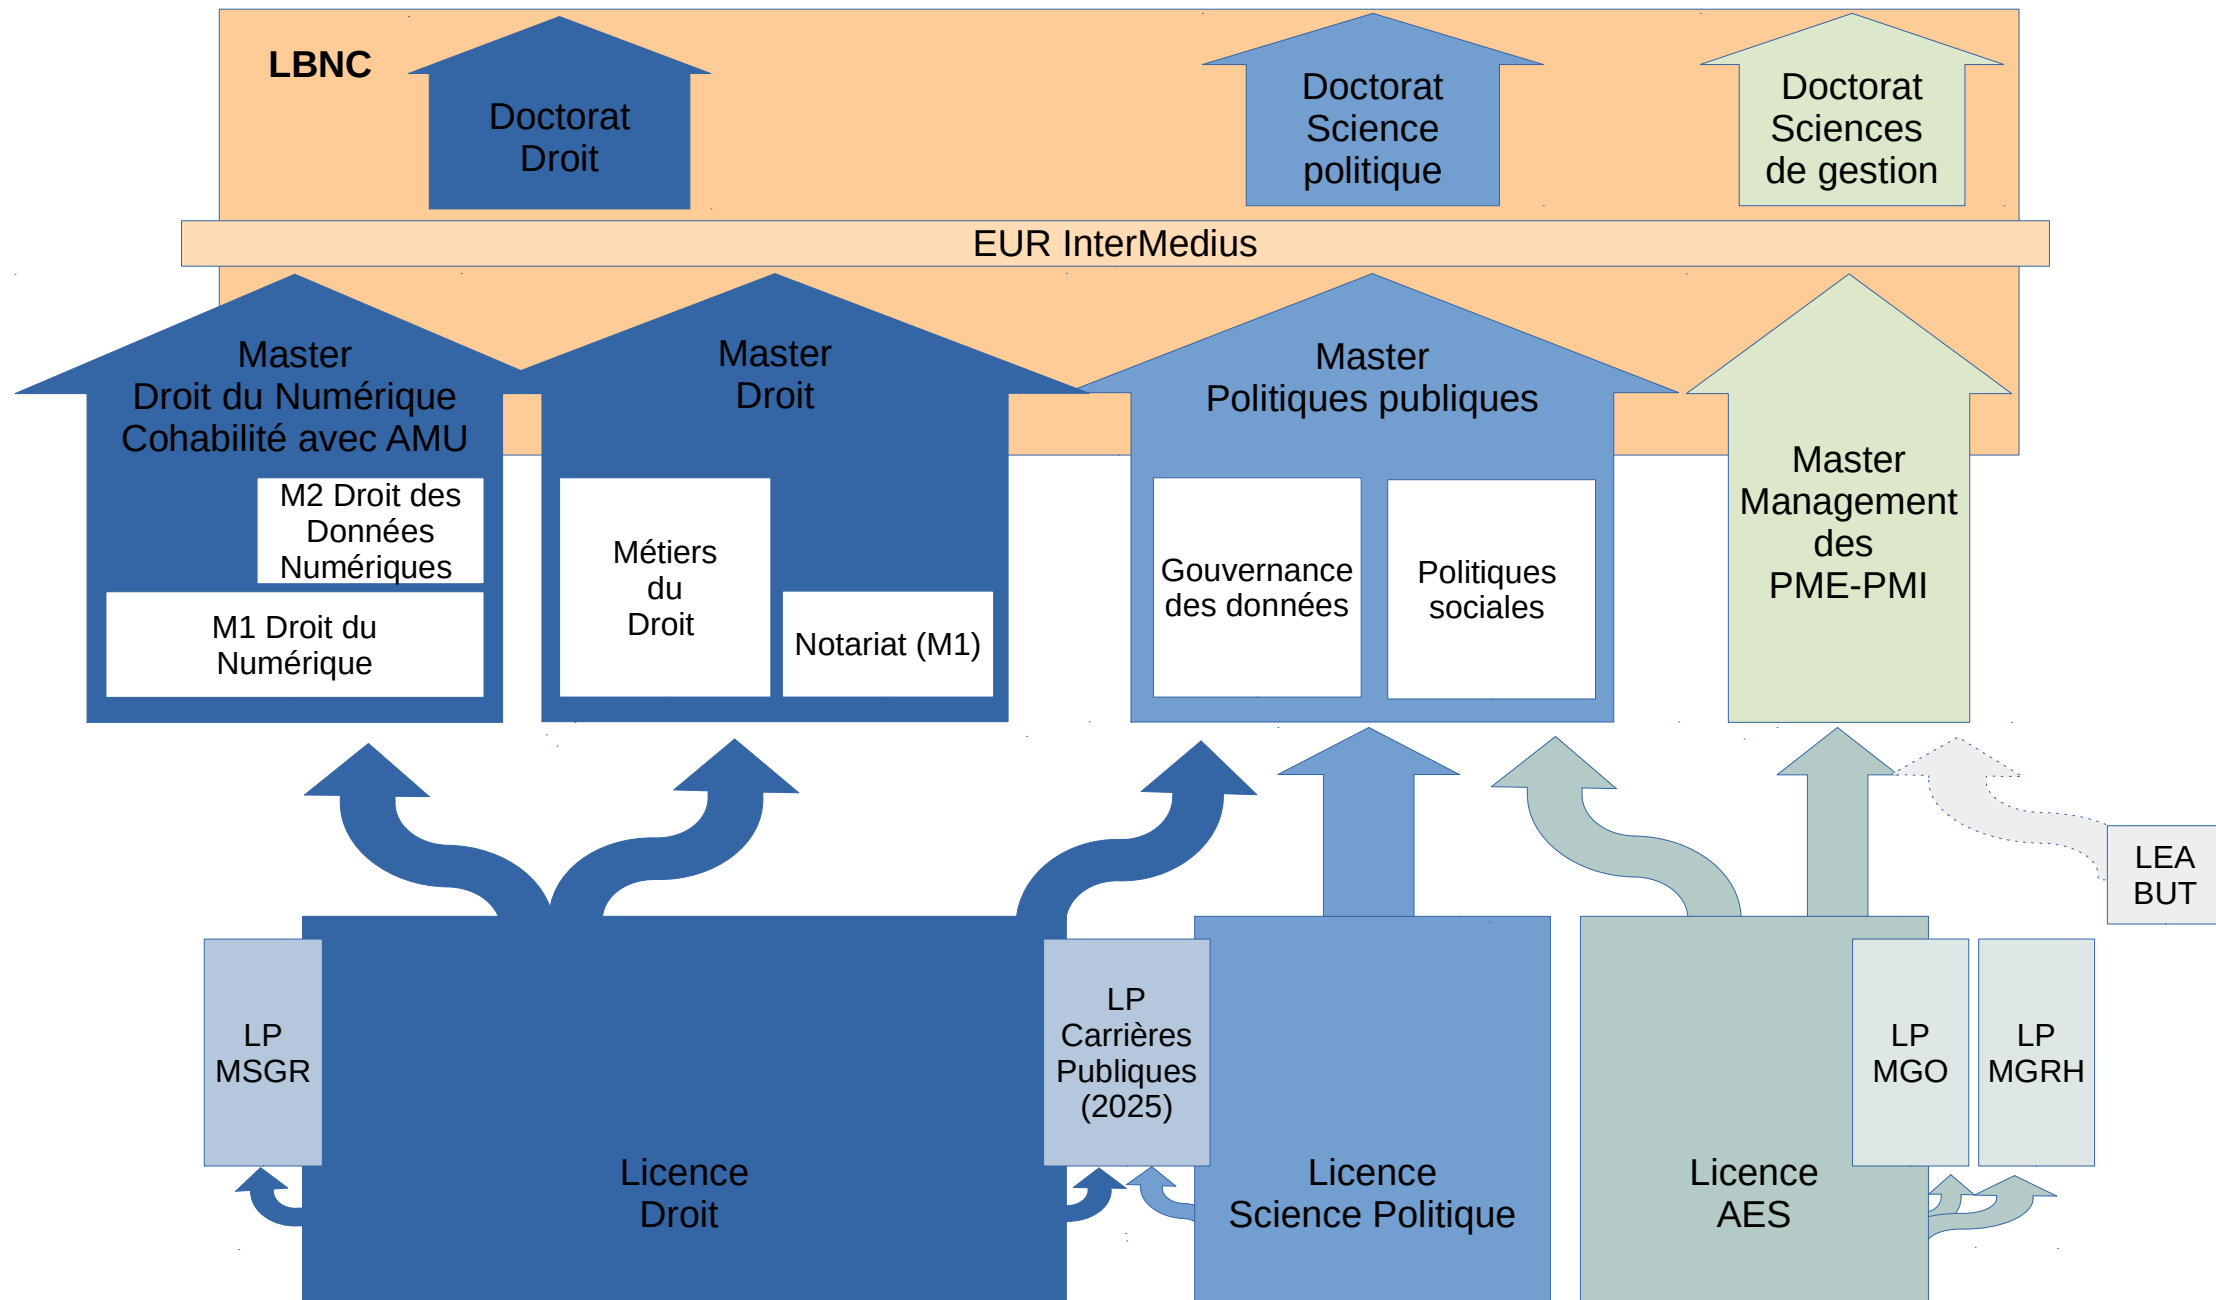 LBNC
Doctorat
Droit
Doctorat
Science
politique
Doctorat
Sciences
de gestion
EUR InterMedius
Master
Droit du Numérique
Cohabilité avec AMU
M2 Droit des
Données
Numériques
M1 Droit du
Numérique
Master
Droit
Métiers
du
Droit
Notariat (M1)
Master
Politiques publiques
Gouvernance
des données
Politiques
sociales
Master
Management
des
PME-PMI
LEA
BUT
LP
MSGR
Licence
Droit
LP
Carrières
Publiques
(2025)
Licence
Science Politique
Licence
AES
LP
MGO
LP
MGRH